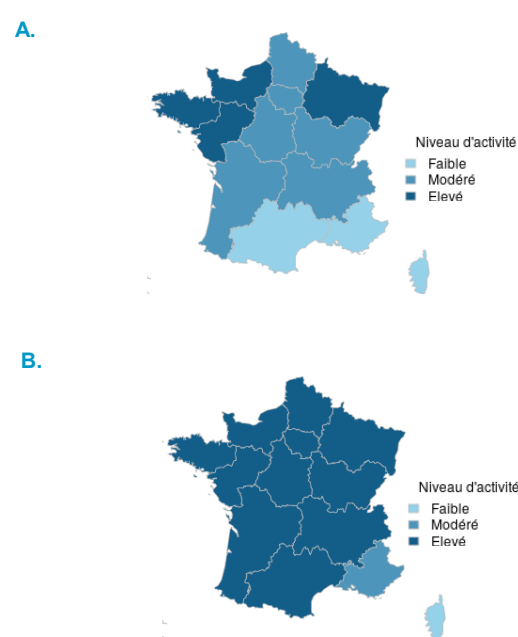 A.
Niveau d'activité
Faible
Modéré
Elevé
B.
Niveau d'activité
Faible
Modéré
Elevé